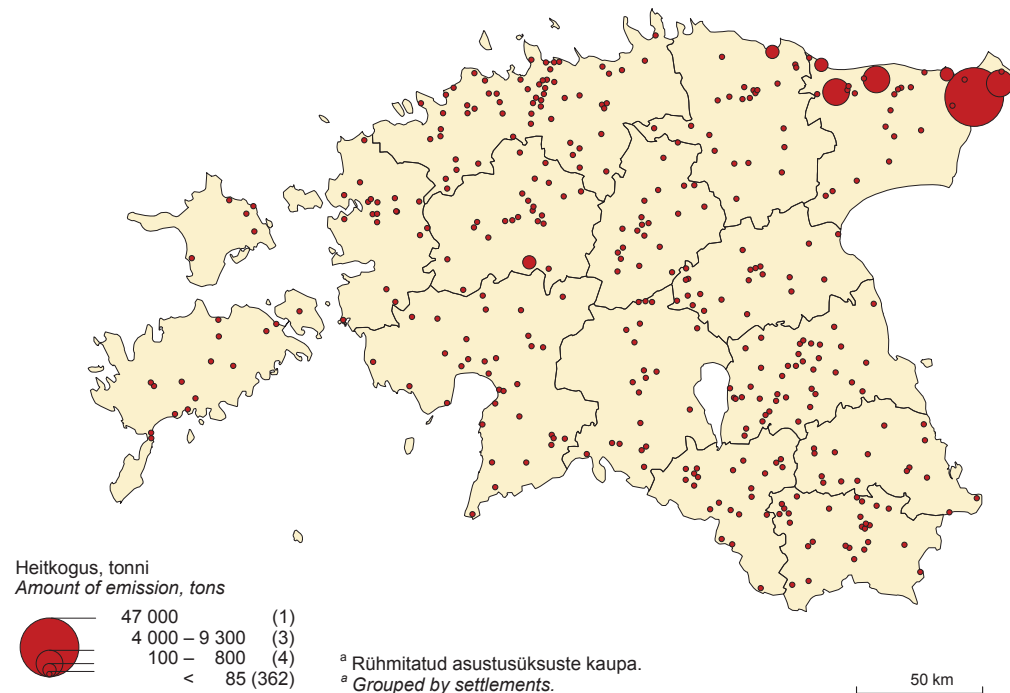 Heitkogus, tonni
Amount of emission, tons
47 000 (1)
4 000 – 9 300 (3)
100 – 800 (4)
< 85 (362)
a Rühmitatud asustusüksuste kaupa.
a Grouped by settlements.
50 km